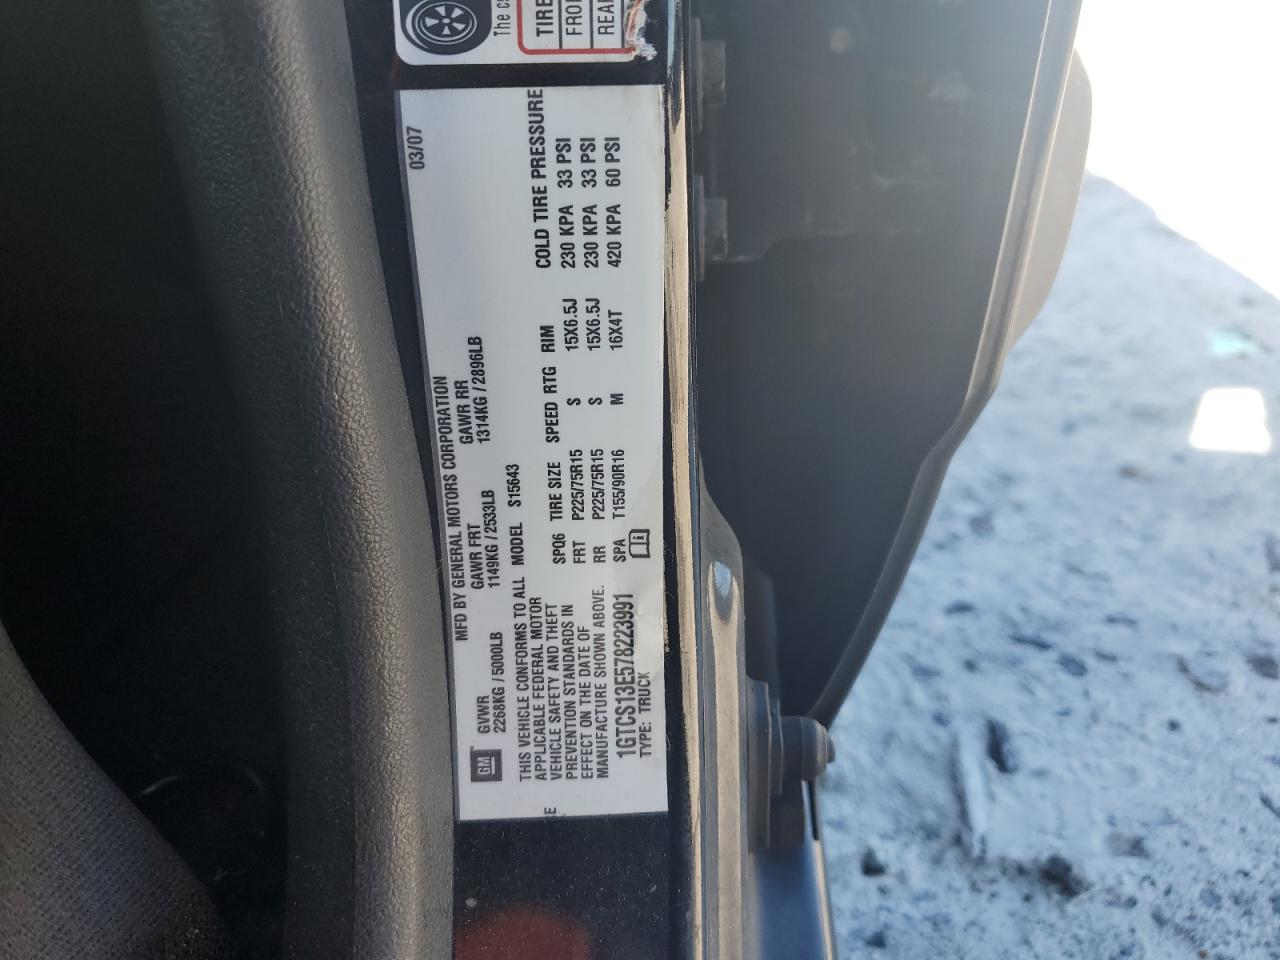 The ca
TIRE
FRO
REA
03/07
MFD BY GENERAL MOTORS CORPORATION
GM
GVWR GAWR FRT GAWR RR
2268KG / 5000LB 1149KG / 2533LB 1314KG / 2896LB
THIS VEHICLE CONFORMS TO ALL
APPLICABLE FEDERAL MOTOR
VEHICLE SAFETY AND THEFT
PREVENTION STANDARDS IN
EFFECT ON THE DATE OF
MANUFACTURE SHOWN ABOVE.
MODEL S15643
SPQ6 TIRE SIZE SPEED RTG RIM COLD TIRE PRESSURE
FRT P225/75R15 S 15X6.5J 230 KPA 33 PSI
RR P225/75R15 S 15X6.5J 230 KPA 33 PSI
SPA T155/90R16 M 16X4T 420 KPA 60 PSI
1GTCS13E578223991
TYPE: TRUCK
E